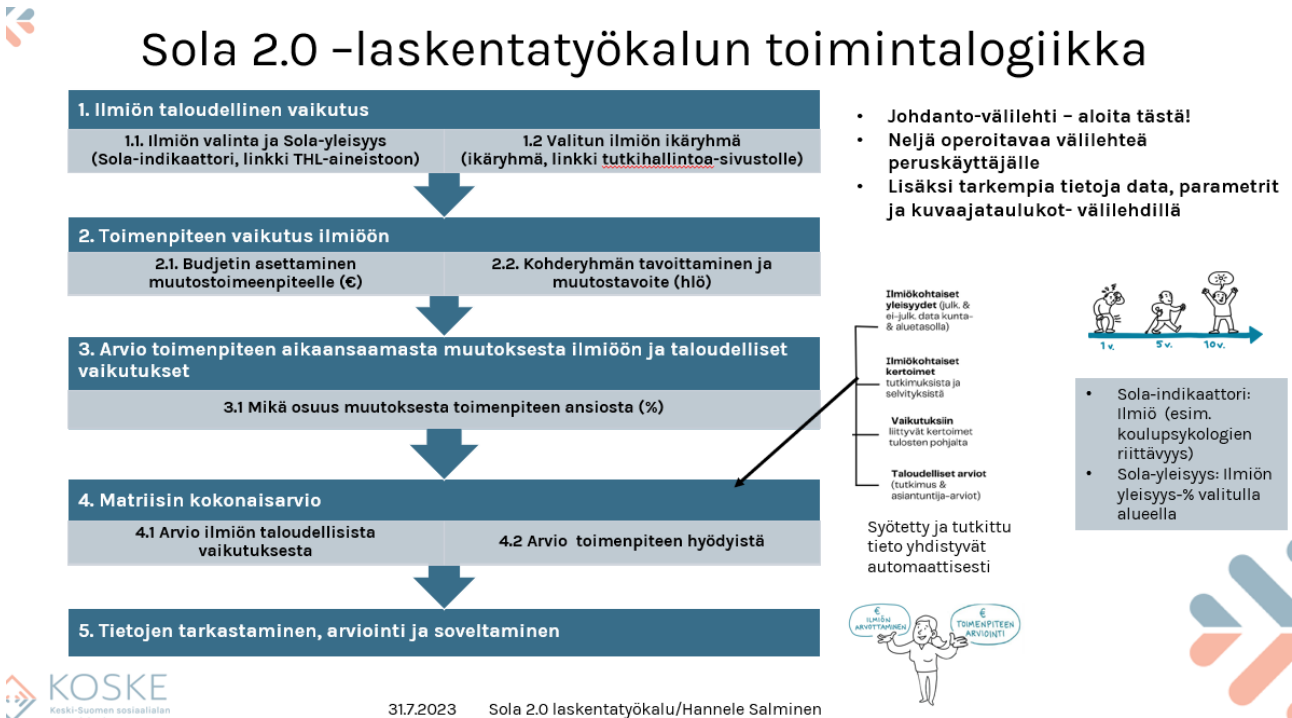 Sola 2.0 –laskentatyökalun toimintalogiikka
1. Ilmiön taloudellinen vaikutus
1.1. Ilmiön valinta ja Sola-yleisyys
(Sola-indikaattori, linkki THL-aineistoon)
1.2 Valitun ilmiön ikäryhmä
(ikäryhmä, linkki tutkihallintoa-sivustolle)
2. Toimenpiteen vaikutus ilmiöön
2.1. Budjetin asettaminen
muutostoimeenpiteelle (€)
2.2. Kohderyhmän tavoittaminen ja
muutostavoite (hlö)
3. Arvio toimenpiteen aikaansaamasta muutoksesta ilmiöön ja taloudelliset
vaikutukset
3.1 Mikä osuus muutoksesta toimenpiteen ansiosta (%)
4. Matriisin kokonaisarvio
4.1 Arvio ilmiön taloudellisista
vaikutuksesta
4.2 Arvio toimenpiteen hyödyistä
5. Tietojen tarkastaminen, arviointi ja soveltaminen
• Johdanto-välilehti – aloita tästä!
• Neljä operoitavaa välilehteä
peruskäyttäjälle
• Lisäksi tarkempia tietoja data, parametrit
ja kuvaajataulukot- välilehdillä
Ilmiökohtaiset
yleisyydet (julk. &
ei-julk. data kunta-
& aluetasolla)
Ilmiökohtaiset
kertoimet
tutkimuksista ja
selvityksistä
Vaikutuksiin
liittyvät kertoimet
tulosten pohjalta
Taloudelliset arviot
(tutkimus &
asiantuntija-arviot)
Syötetty ja tutkittu
tieto yhdistyvät
automaattisesti
1 v. 5 v. 10 v.
• Sola-indikaattori:
Ilmiö (esim.
koulupsykologien
riittävyys)
• Sola-yleisyys: Ilmiön
yleisyys-% valitulla
alueella
€
ILMIÖN
ARVOTTAMINEN
€
TOIMENPITEEN
ARVIOINTI
KOSKE
Keski-Suomen sosiaalialan
31.7.2023 Sola 2.0 laskentatyökalu/Hannele Salminen